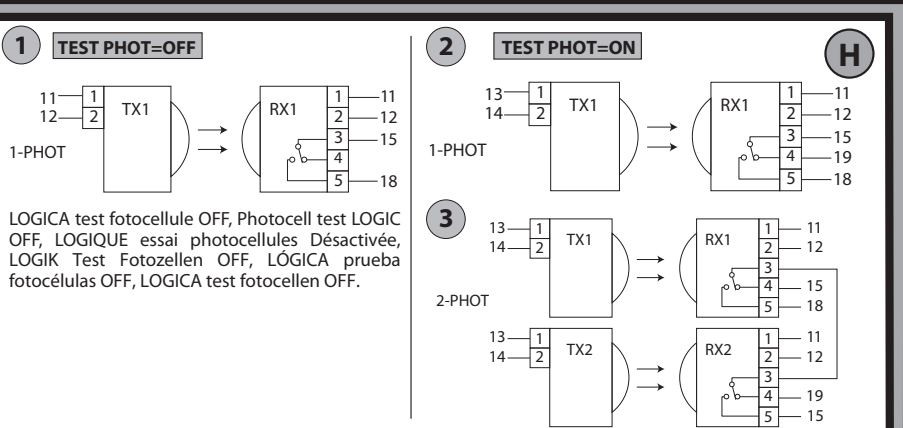 1 TEST PHOT=OFF
11 1 TX1 RX1 1 11
12 2 2 12
3 15
1-PHOT 4
5 18
LOGICA test fotocellule OFF, Photocell test LOGIC
OFF, LOGIQUE essai photocellules Désactivée,
LOGIK Test Fotozellen OFF, LÓGICA prueba
fotocélulas OFF, LOGICA test fotocellen OFF.
2 TEST PHOT=ON H
13 1 TX1 RX1 1 11
14 2 2 12
3 15
1-PHOT 4 19
5 18
3
13 1 TX1 RX1 1 11
14 2 2 12
3
4 15
2-PHOT 5 18
13 1 TX2 RX2 1 11
14 2 2 12
3
4 19
5 15